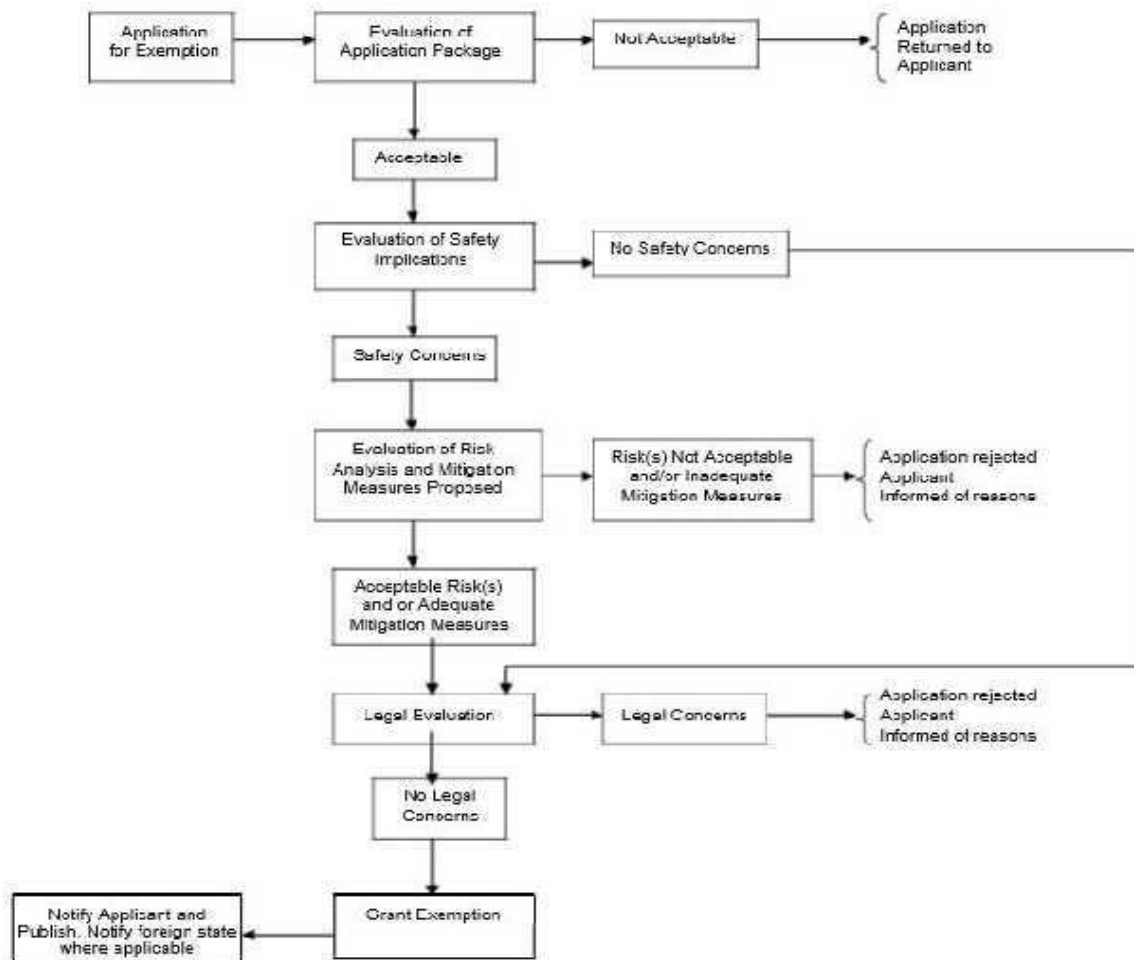 Application
for Exemption
Evaluation of
Application Package
Not Acceptable
Application
Returned to
Applicant
Acceptable
Evaluation of Safety
Implications
No Safety Concerns
Safety Concerns
Evaluation of Risk
Analysis and Mitigation
Measures Proposed
Risk(s) Not Acceptable
and/or Inadequate
Mitigation Measures
Application rejected
Applicant
Informed of reasons
Acceptable Risk(s)
and or Adequate
Mitigation Measures
Legal Evaluation
Legal Concerns
Application rejected
Applicant
Informed of reasons
No Legal
Concerns
Grant Exemption
Notify Applicant and
Publish. Notify foreign state
where applicable